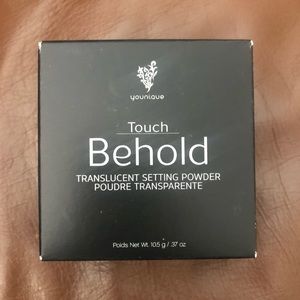 younique
Touch
Behold
TRANSLUCENT SETTING POWDER
POUDRE TRANSPARENTE
Poids Net Wt. 10.5 g / .37 oz